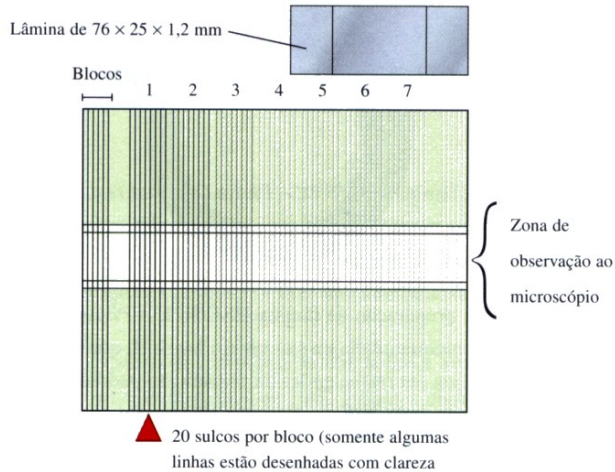 Lâmina de 76 × 25 × 1,2 mm
Blocos
1 2 3 4 5 6 7
Zona de
observação ao
microscópio
20 sulcos por bloco (somente algumas
linhas estão desenhadas com clareza